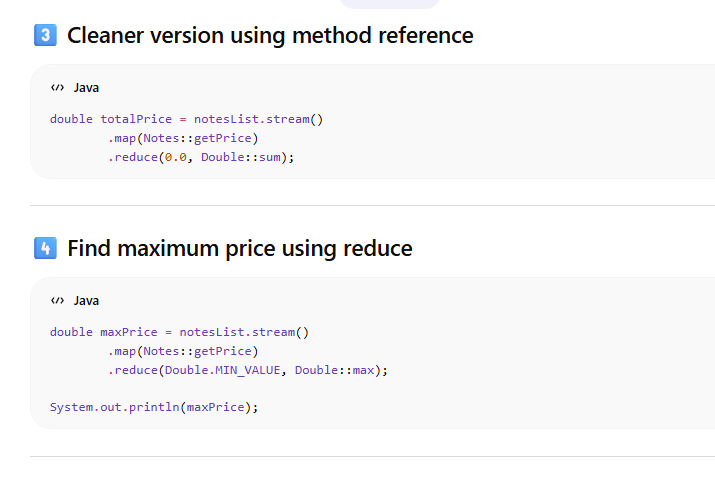 3 Cleaner version using method reference
</> Java
double totalPrice = notesList.stream()
        .map(Notes::getPrice)
        .reduce(0.0, Double::sum);
4 Find maximum price using reduce
</> Java
double maxPrice = notesList.stream()
        .map(Notes::getPrice)
        .reduce(Double.MIN_VALUE, Double::max);
System.out.println(maxPrice);